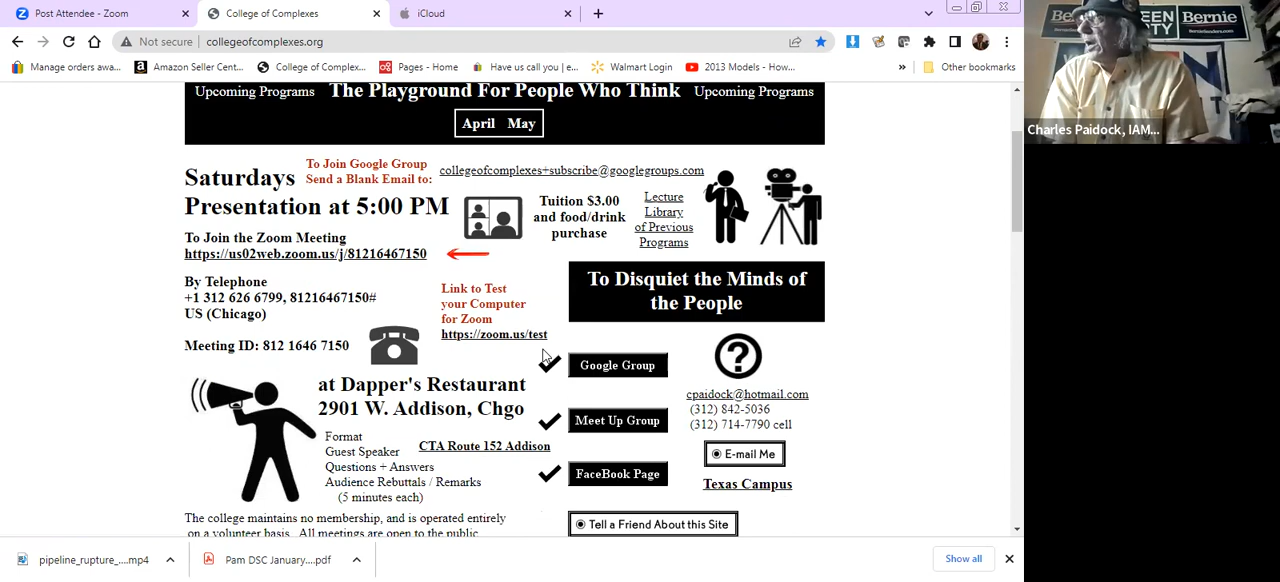 Post Attendee - Zoom
College of Complexes
iCloud
Not secure
collegeofcomplexes.org
Manage orders awa...
Amazon Seller Cent...
College of Complex...
Pages - Home
Have us call you | e...
Walmart Login
2013 Models - How...
»
Other bookmarks
Upcoming Programs
The Playground For People Who Think
Upcoming Programs
April May
Saturdays
Presentation at 5:00 PM
To Join Google Group
Send a Blank Email to:
collegeofcomplexes+subscribe@googlegroups.com
Tuition $3.00
and food/drink
purchase
Lecture
Library
of Previous
Programs
To Join the Zoom Meeting
https://us02web.zoom.us/j/81216467150
By Telephone
+1 312 626 6799, 81216467150#
US (Chicago)
Meeting ID: 812 1646 7150
Link to Test
your Computer
for Zoom
https://zoom.us/test
To Disquiet the Minds of
the People
at Dapper's Restaurant
2901 W. Addison, Chgo
Format
Guest Speaker
Questions + Answers
Audience Rebuttals / Remarks
(5 minutes each)
CTA Route 152 Addison
Google Group
Meet Up Group
FaceBook Page
cpaidock@hotmail.com
(312) 842-5036
(312) 714-7790 cell
E-mail Me
Texas Campus
Tell a Friend About this Site
The college maintains no membership, and is operated entirely
on a volunteer basis. All meetings are open to the public
pipeline_rupture_....mp4
Pam DSC January....pdf
Show all
Bernie
Charles Paidock, IAM...